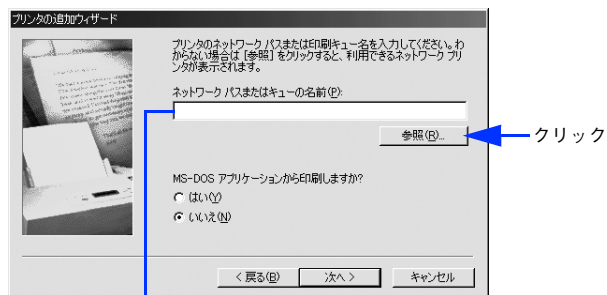 プリンタの追加ウィザード
プリンタのネットワーク パスまたは印刷キュー名を入力してください。わ
からない場合は [参照] をクリックすると、利用できるネットワーク プリ
ンタが表示されます。
ネットワーク パスまたはキューの名前(P):
参照(R)...
クリック
MS-DOS アプリケーションから印刷しますか?
はい(Y)
いいえ(N)
< 戻る(B)
次へ >
キャンセル